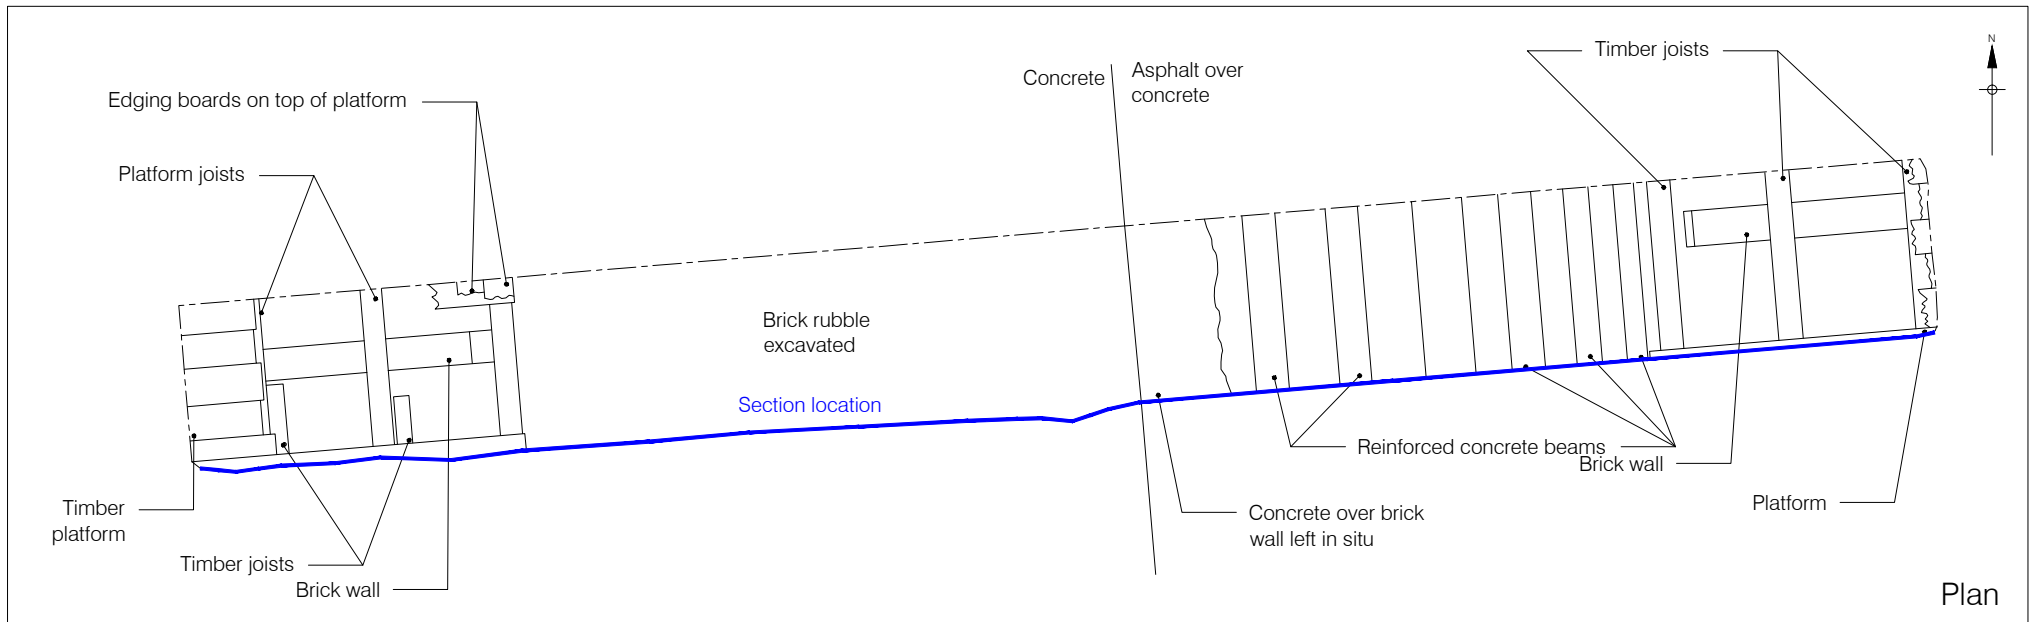 N
Timber joists
Concrete
Asphalt over
concrete
Edging boards on top of platform
Platform joists
Brick rubble
excavated
Section location
Reinforced concrete beams
Brick wall
Timber
platform
Concrete over brick
wall left in situ
Platform
Timber joists
Brick wall
Plan